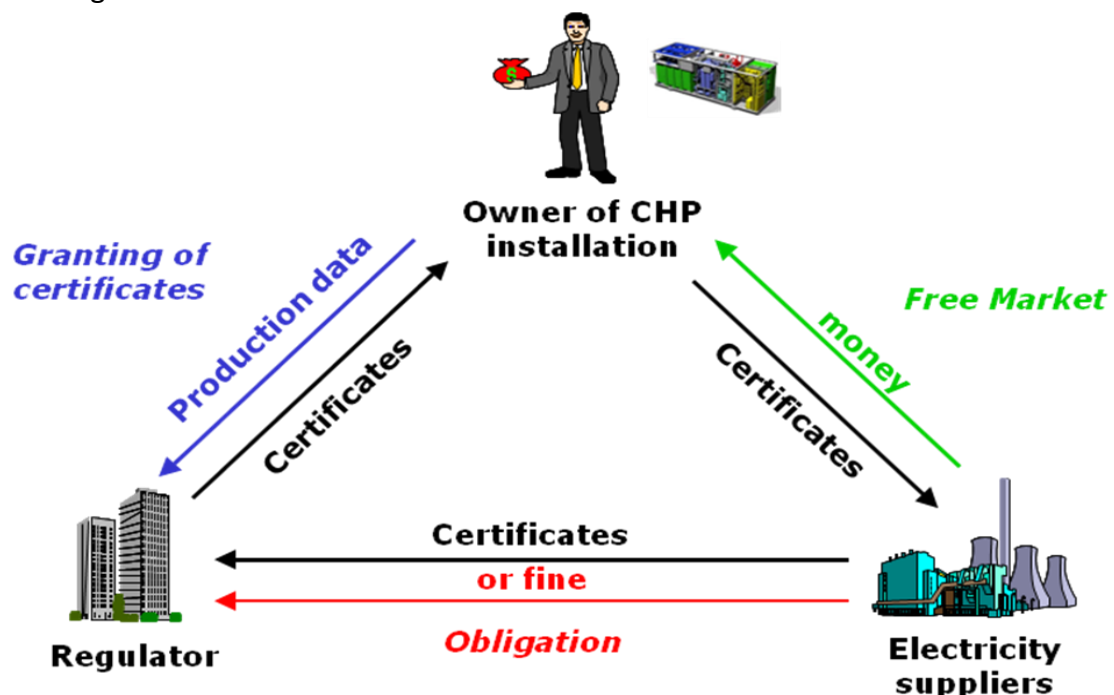 Owner of CHP
installation
Granting of
certificates
Production data
Certificates
Free Market
money
Certificates
Certificates
or fine
Obligation
Regulator
Electricity
suppliers
$